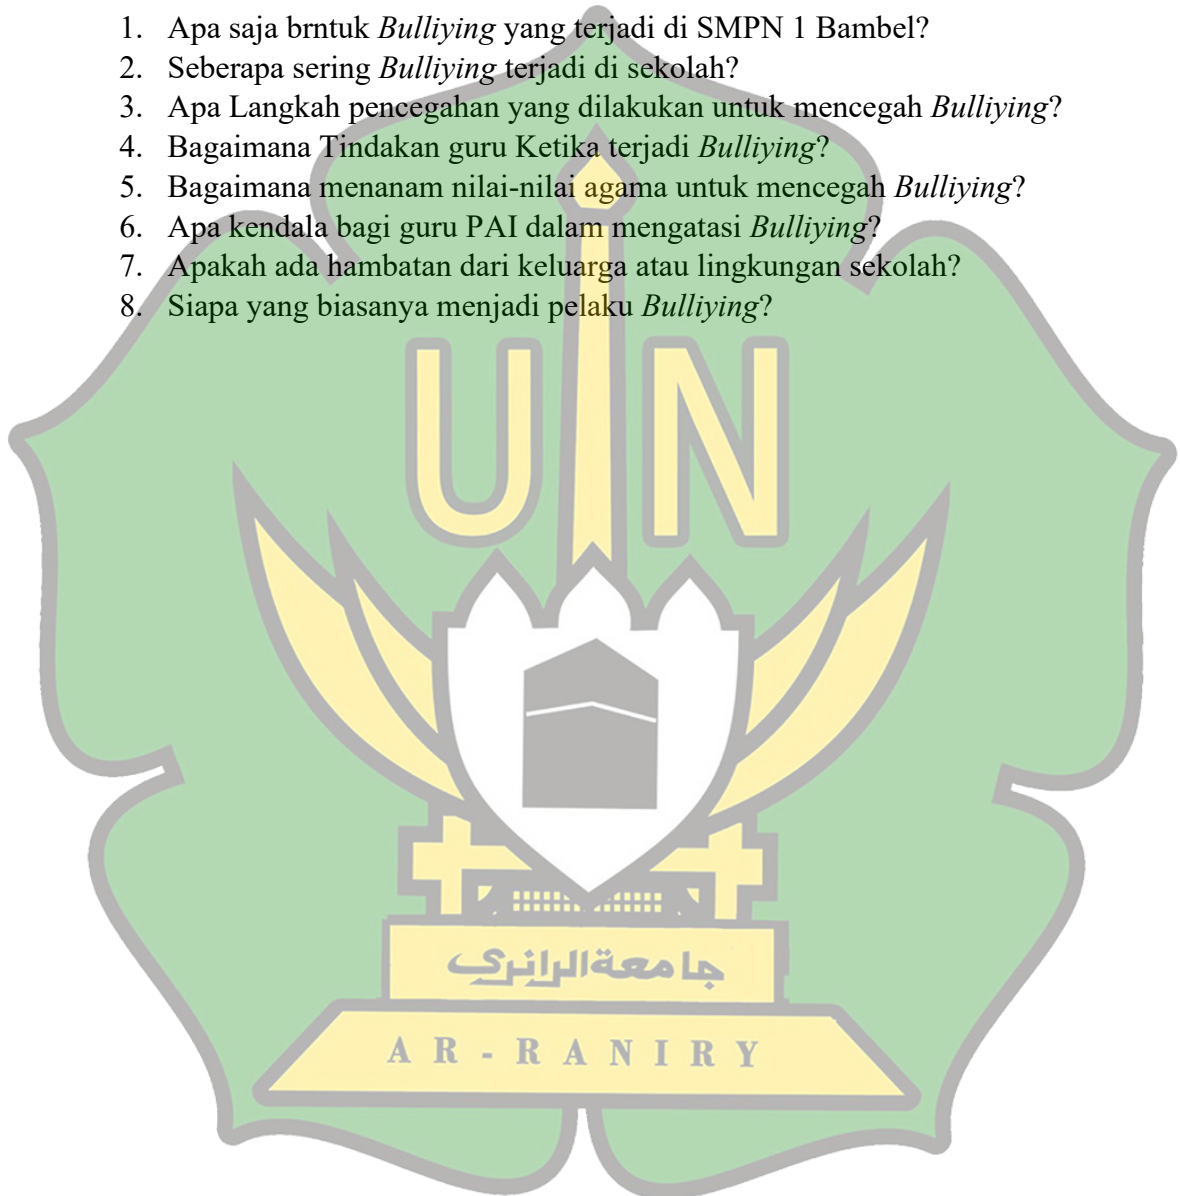 1. Apa saja brntuk Bulliying yang terjadi di SMPN 1 Bambel?
2. Seberapa sering Bulliying terjadi di sekolah?
3. Apa Langkah pencegahan yang dilakukan untuk mencegah Bulliying?
4. Bagaimana Tindakan guru Ketika terjadi Bulliying?
5. Bagaimana menanam nilai-nilai agama untuk mencegah Bulliying?
6. Apa kendala bagi guru PAI dalam mengatasi Bulliying?
7. Apakah ada hambatan dari keluarga atau lingkungan sekolah?
8. Siapa yang biasanya menjadi pelaku Bulliying?
UIN
جامعةالرانري
AR-RANIRY